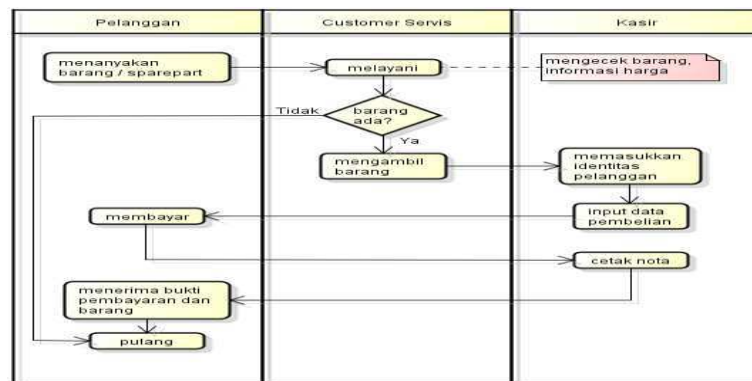 Pelanggan
Customer Servis
Kasir
menanyakan
barang / sparepart
melayani
mengecek barang,
informasi harga
Tidak
barang
ada?
Ya
mengambil
barang
memasukkan
identitas
pelanggan
membayar
input data
pembelian
cetak nota
menerima bukti
pembayaran dan
barang
pulang